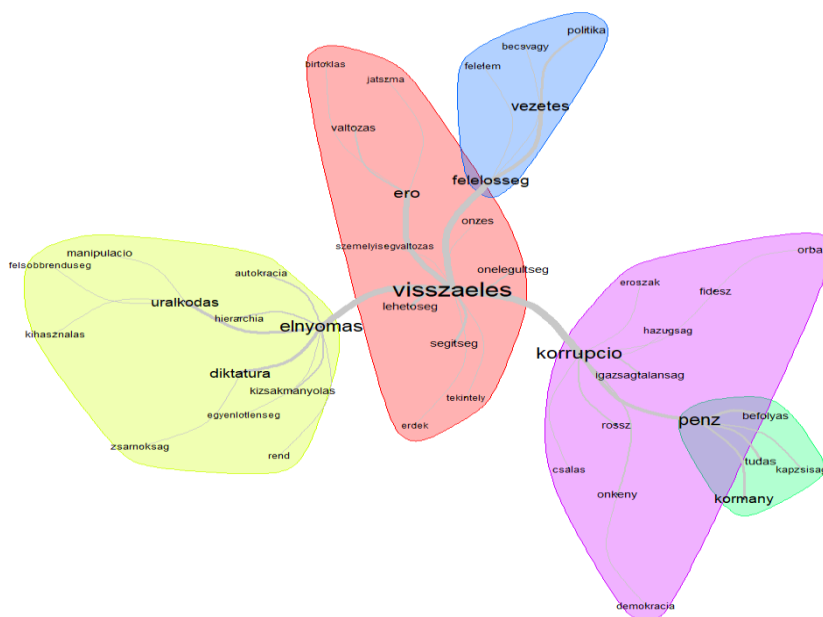 politika
becsvagy
felelem
birtoklas
jatszma
vezetes
valtozas
felelosseg
ero
onzes
szemelyisegvaltozas
manipulacio
orba
felsobbrenduseg
autokracia
onelegultseg
eroszak
visszaeles
fidesz
uralkodas
lehetoseg
hierarchia
elnyomas
kihasznalas
hazugsag
segitseg
korrupcio
diktatura
igazsagtalansag
kizsakmanyolas
tekintely
egyenlotlenseg
befolyas
penz
erdek
rossz
zsarnoksag
rend
tudas
csalas
kapzsisag
onkeny
kormany
demokracia